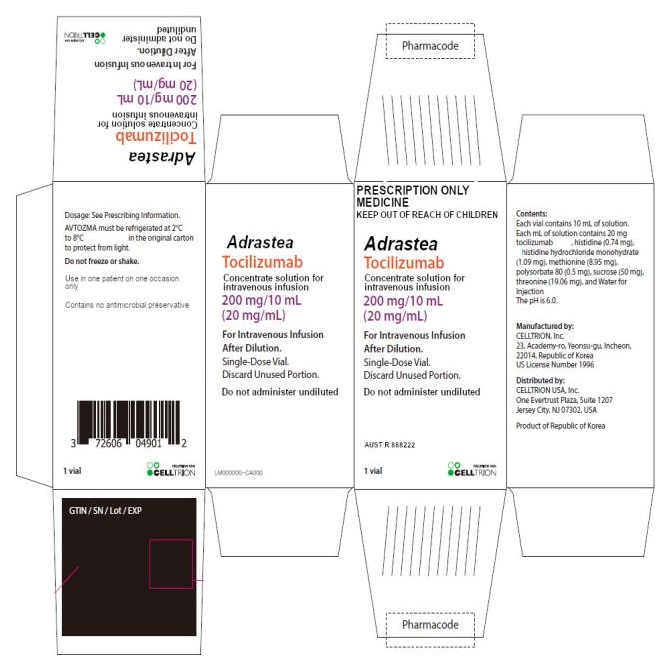 Adrastea
Tocilizumab
Concentrate solution for
intravenous infusion
200 mg/10 mL
(20 mg/mL)
For Intravenous Infusion
After Dilution.
Do not administer
undiluted
CELLTRION USA
CELLTRION
Dosage: See Prescribing Information.
AVTOZMA must be refrigerated at 2°C
to 8°C in the original carton
to protect from light.
Do not freeze or shake.
Use in one patient on one occasion
only
Contains no antimicrobial preservative
3 72606 04901 2
1 vial
CELLTRION USA
CELLTRION
GTIN / SN / Lot / EXP
Adrastea
Tocilizumab
Concentrate solution for
intravenous infusion
200 mg/10 mL
(20 mg/mL)
For Intravenous Infusion
After Dilution.
Single-Dose Vial.
Discard Unused Portion.
Do not administer undiluted
LM000000-CA000
Pharmacode
PRESCRIPTION ONLY
MEDICINE
KEEP OUT OF REACH OF CHILDREN
Adrastea
Tocilizumab
Concentrate solution for
intravenous infusion
200 mg/10 mL
(20 mg/mL)
For Intravenous Infusion
After Dilution.
Single-Dose Vial.
Discard Unused Portion.
Do not administer undiluted
AUST R 888222
1 vial
CELLTRION USA
CELLTRION
Pharmacode
Contents:
Each vial contains 10 mL of solution.
Each mL of solution contains 20 mg
tocilizumab , histidine (0.74 mg),
histidine hydrochloride monohydrate
(1.09 mg), methionine (8.95 mg),
polysorbate 80 (0.5 mg), sucrose (50 mg),
threonine (19.06 mg), and Water for
Injection
The pH is 6.0.
Manufactured by:
CELLTRION, Inc.
23, Academy-ro, Yeonsu-gu, Incheon,
22014, Republic of Korea
US License Number 1996
Distributed by:
CELLTRION USA, Inc.
One Evertrust Plaza, Suite 1207
Jersey City, NJ 07302, USA
Product of Republic of Korea